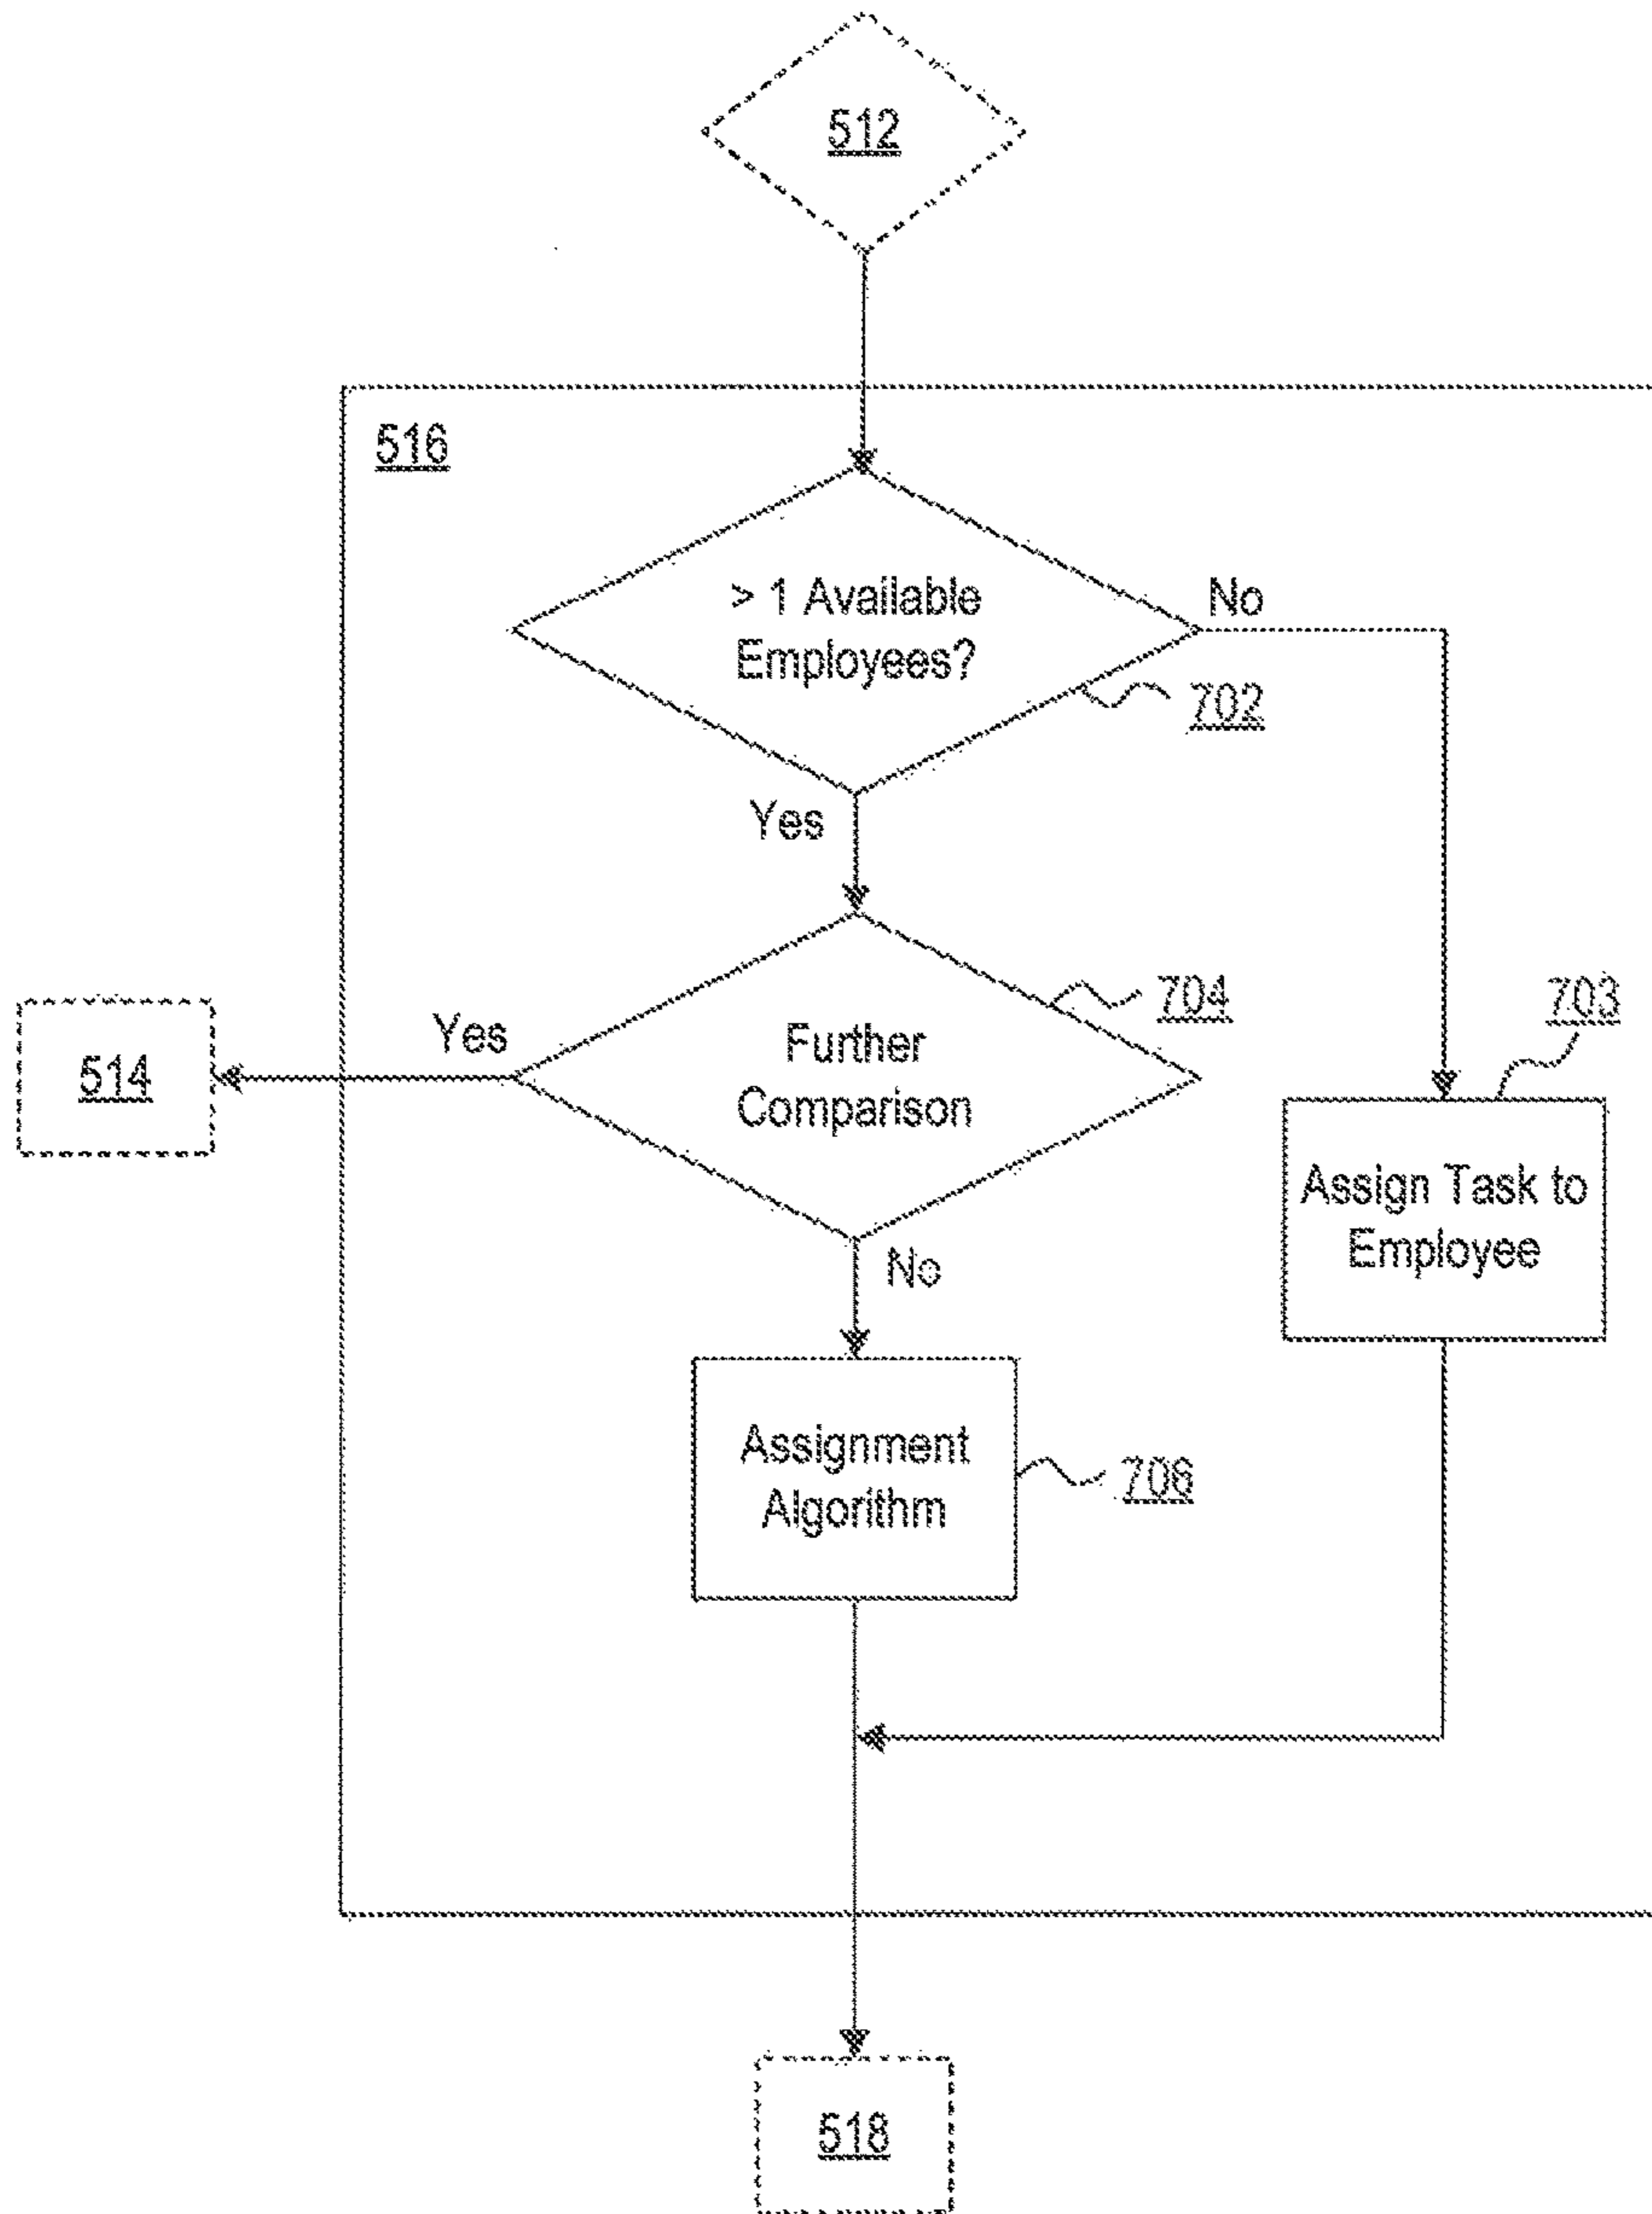 512
516
> 1 Available
Employees?
No
702
Yes
704
703
Yes
Further
Comparison
514
Assign Task to
Employee
No
Assignment
Algorithm
706
518